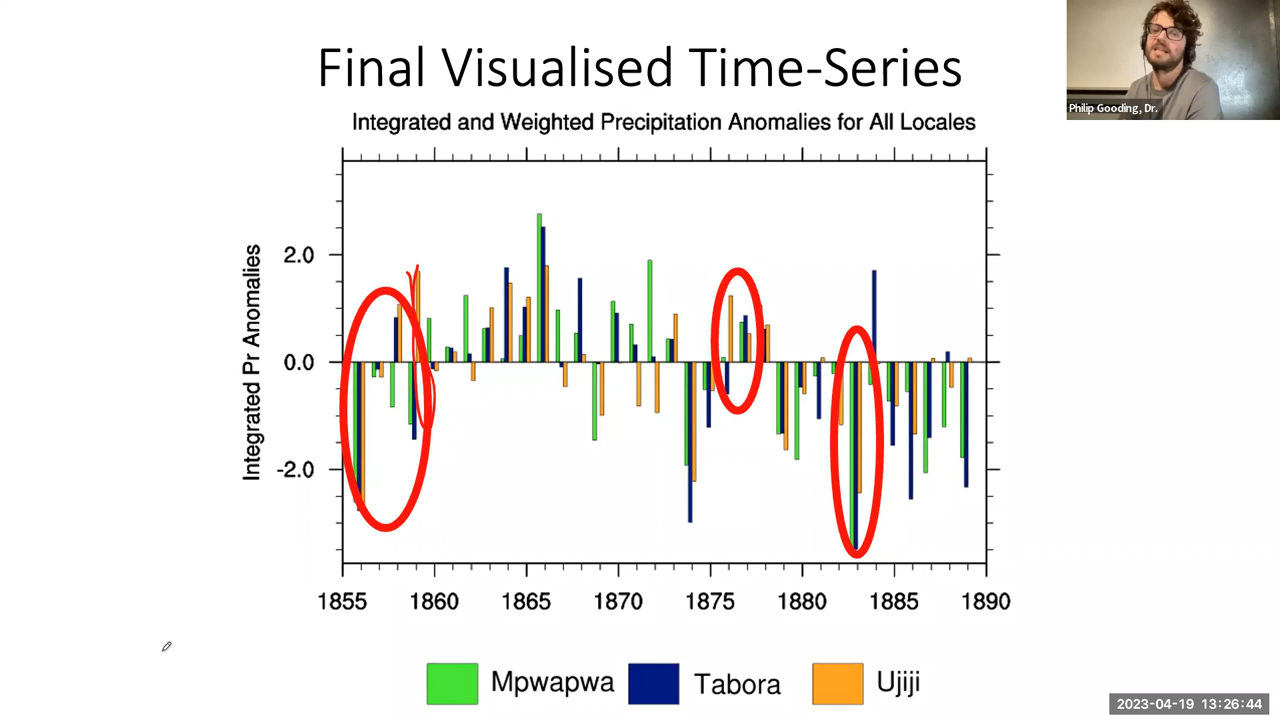 Final Visualised Time-Series
Philip Gooding, Dr.
Integrated and Weighted Precipitation Anomalies for All Locales
Integrated Pr Anomalies
2.0
0.0
-2.0
1855 1860 1865 1870 1875 1880 1885 1890
Mpwapwa Tabora Ujiji
2023-04-19 13:26:44